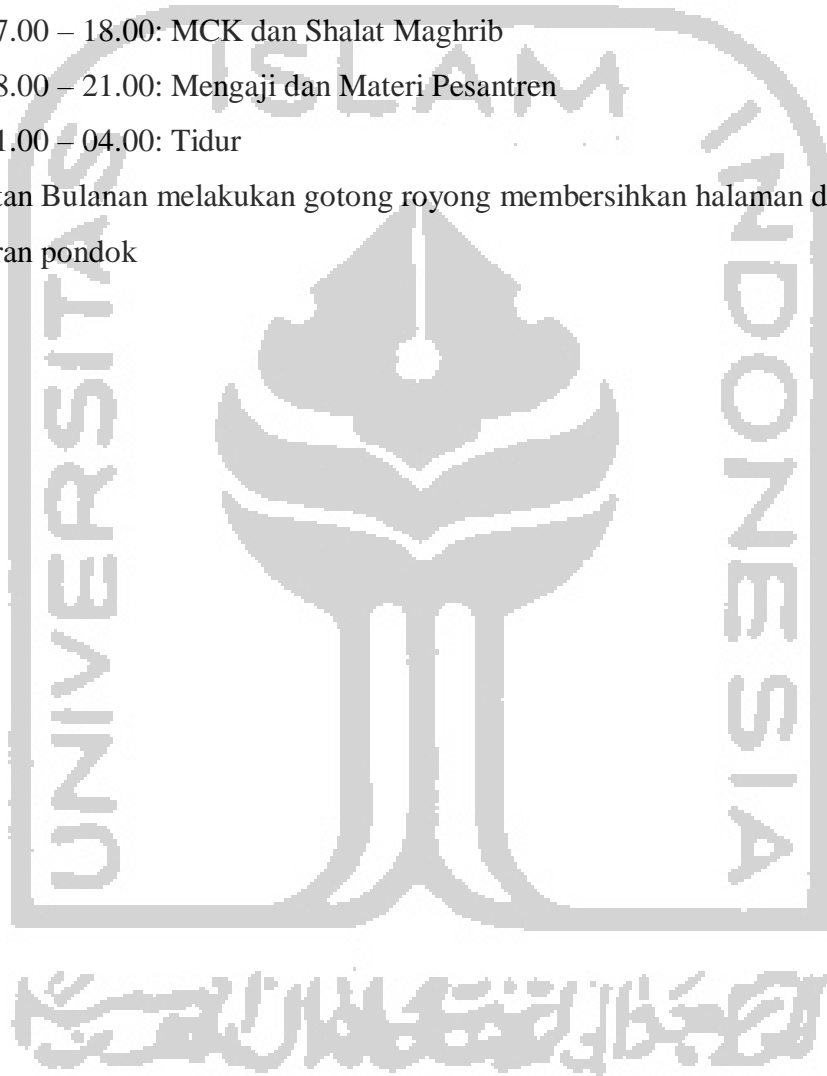 7.00 – 18.00: MCK dan Shalat Maghrib
8.00 – 21.00: Mengaji dan Materi Pesantren
1.00 – 04.00: Tidur
tan Bulanan melakukan gotong royong membersihkan halaman d
ran pondok
ISLAM
UNIVERSITAS
INDONESIA